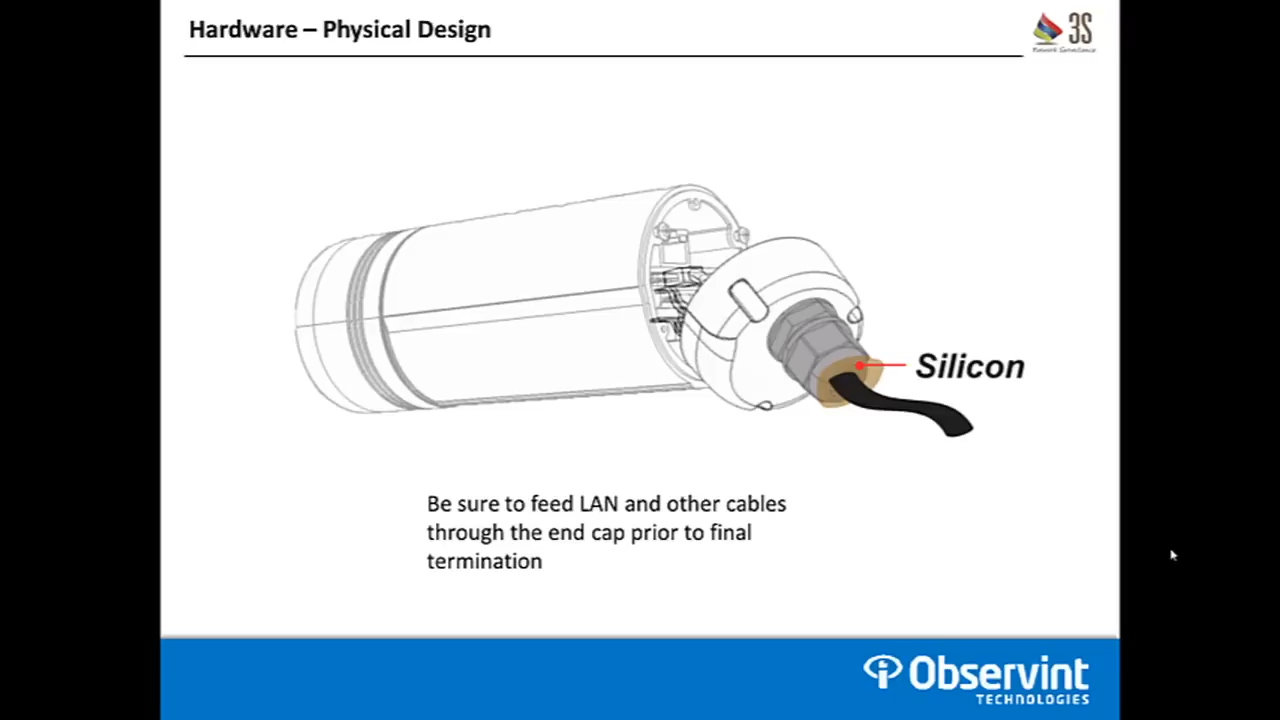 Hardware – Physical Design
3S
Silicon
Be sure to feed LAN and other cables
through the end cap prior to final
termination
Observint
TECHNOLOGIES